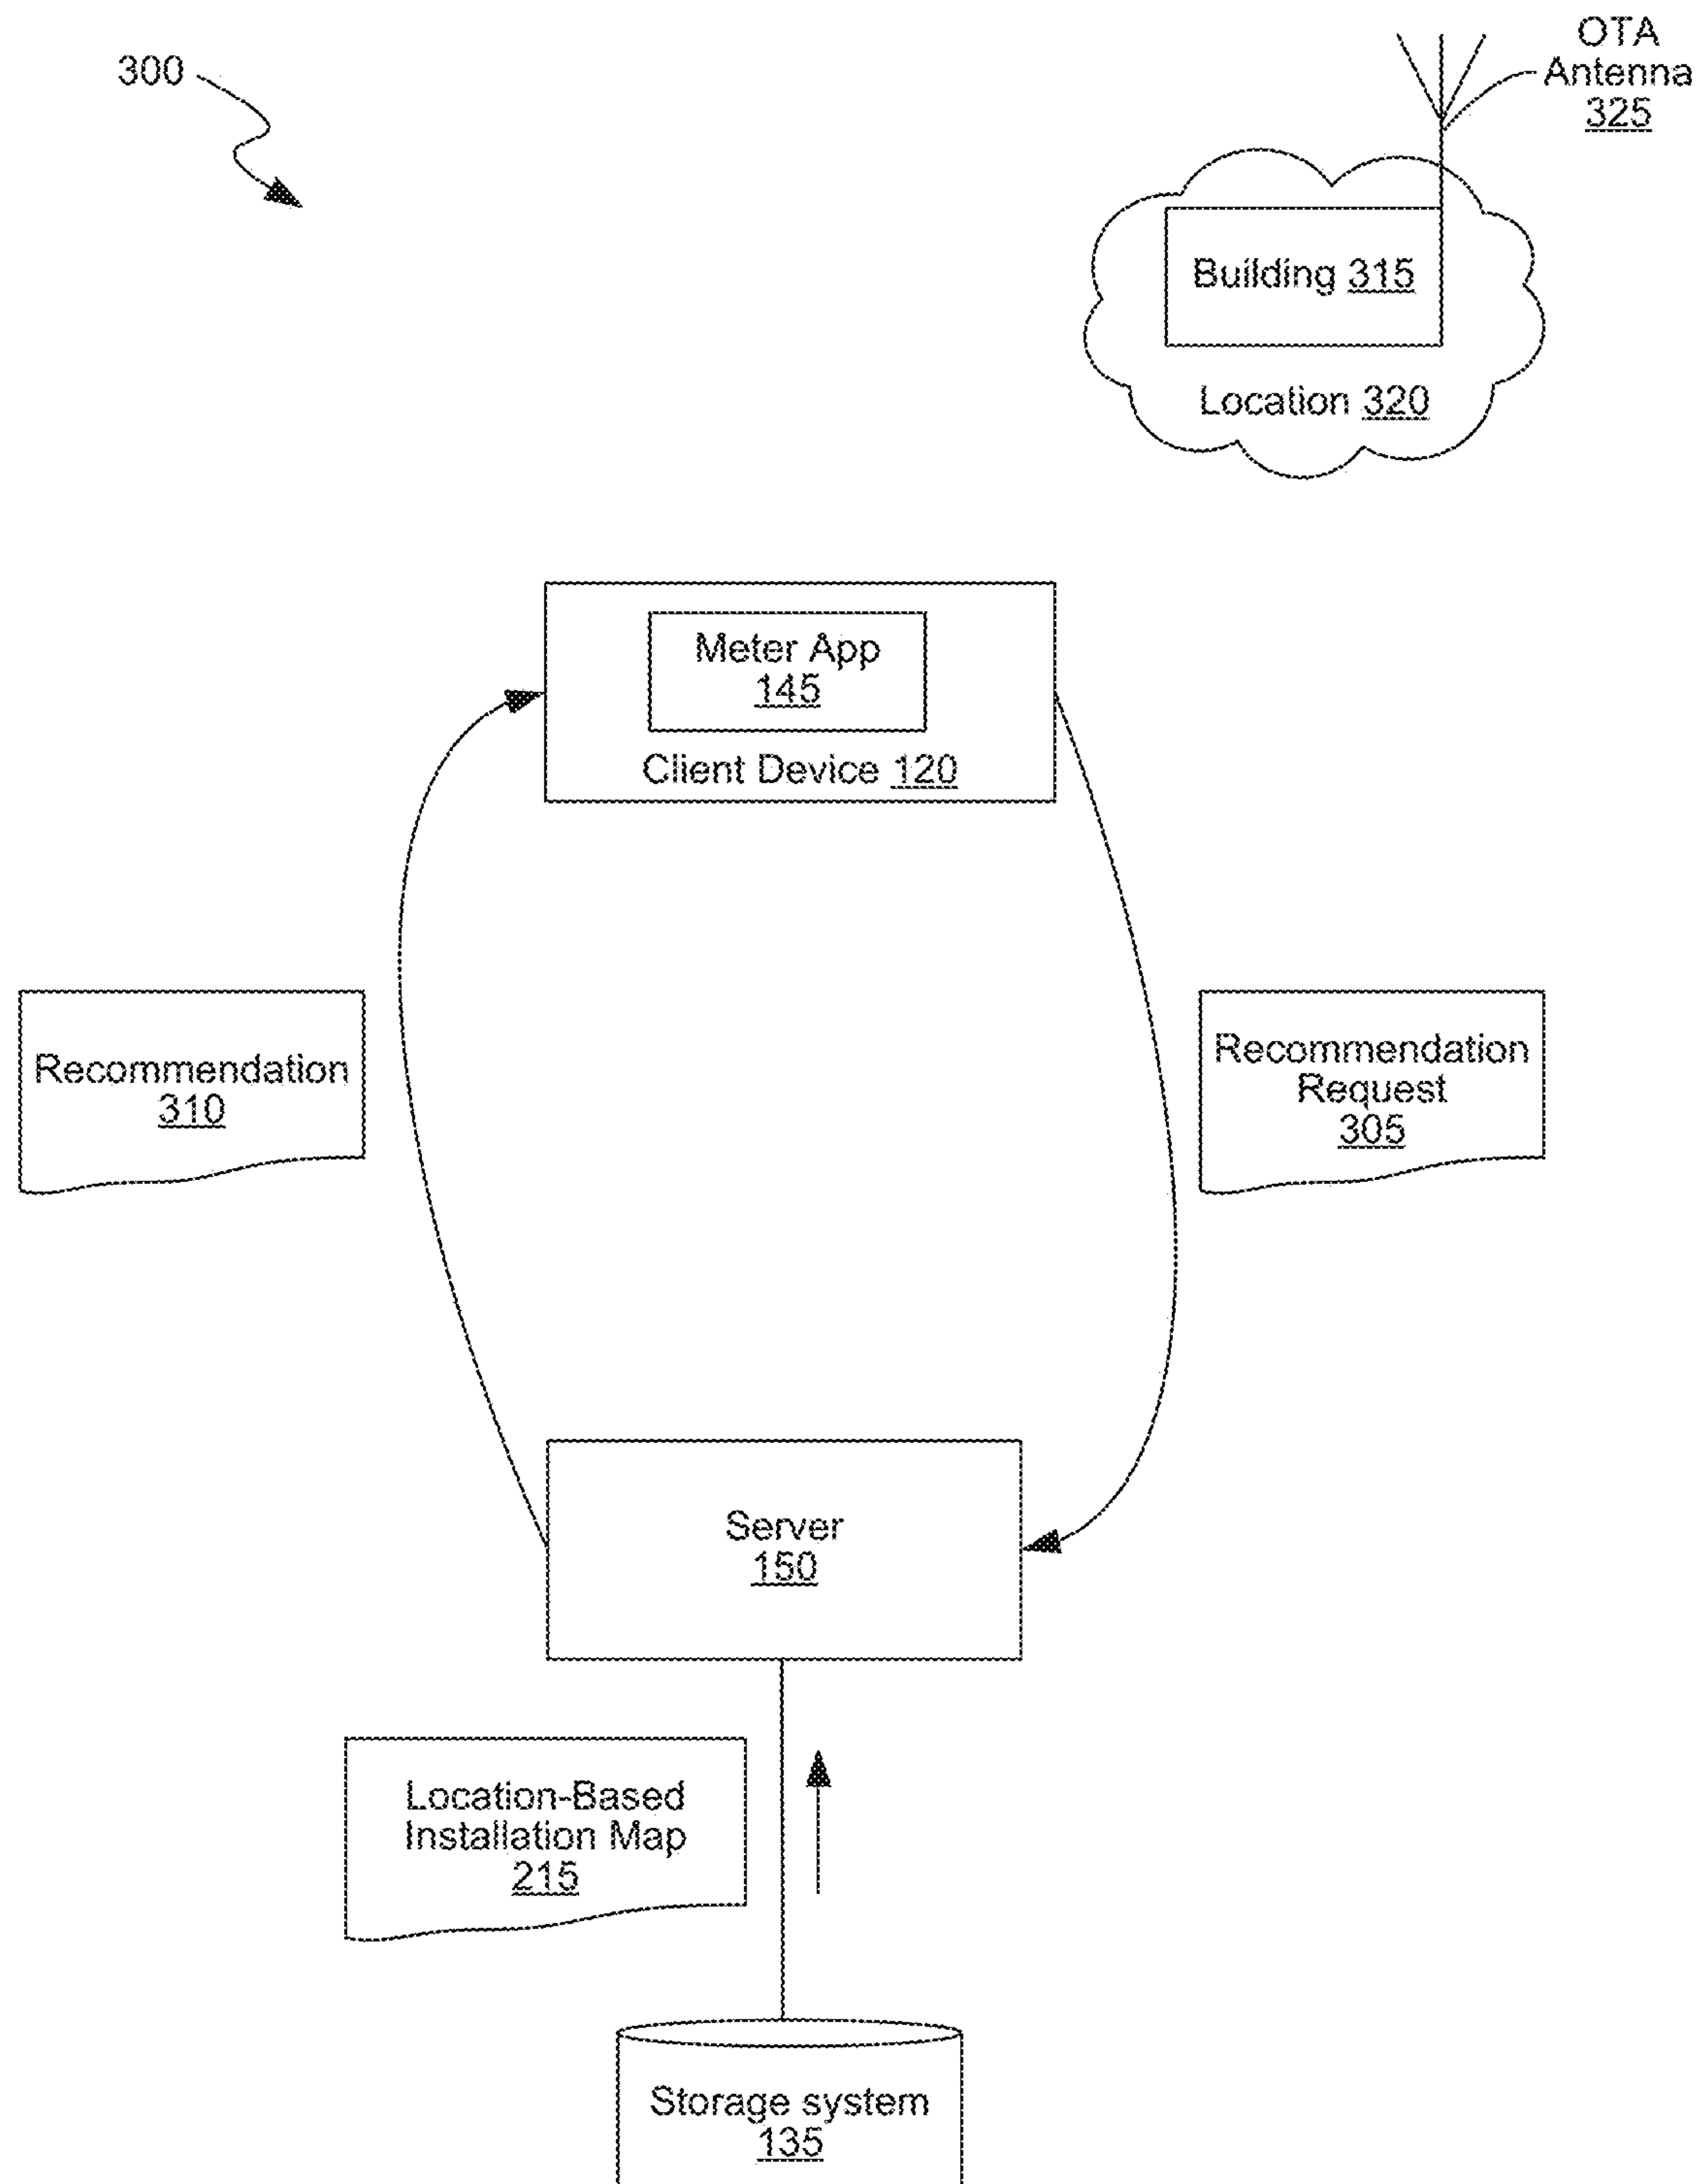 300
OTA
Antenna
325
Building 315
Location 320
Meter App
145
Client Device 120
Recommendation
310
Recommendation
Request
305
Server
150
Location-Based
Installation Map
215
Storage system
135